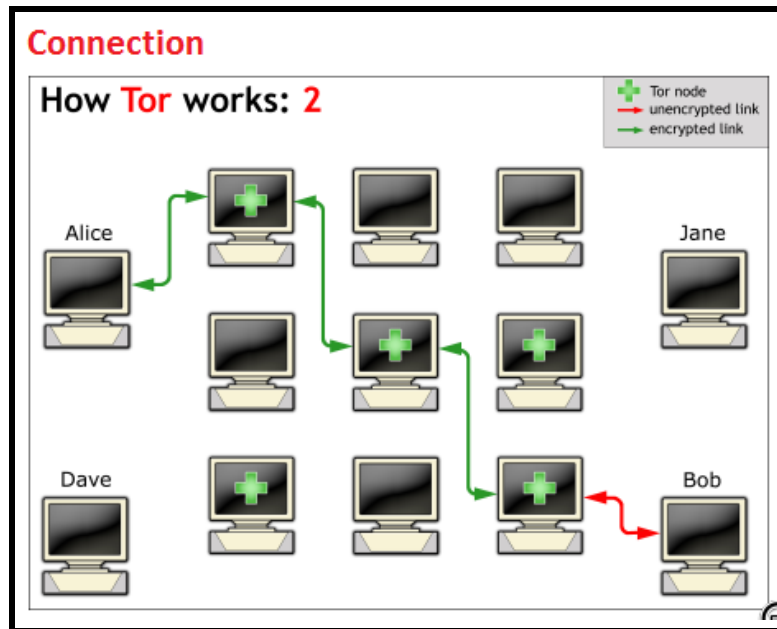 Connection
How Tor works: 2
Tor node
unencrypted link
encrypted link
Alice
Jane
Dave
Bob